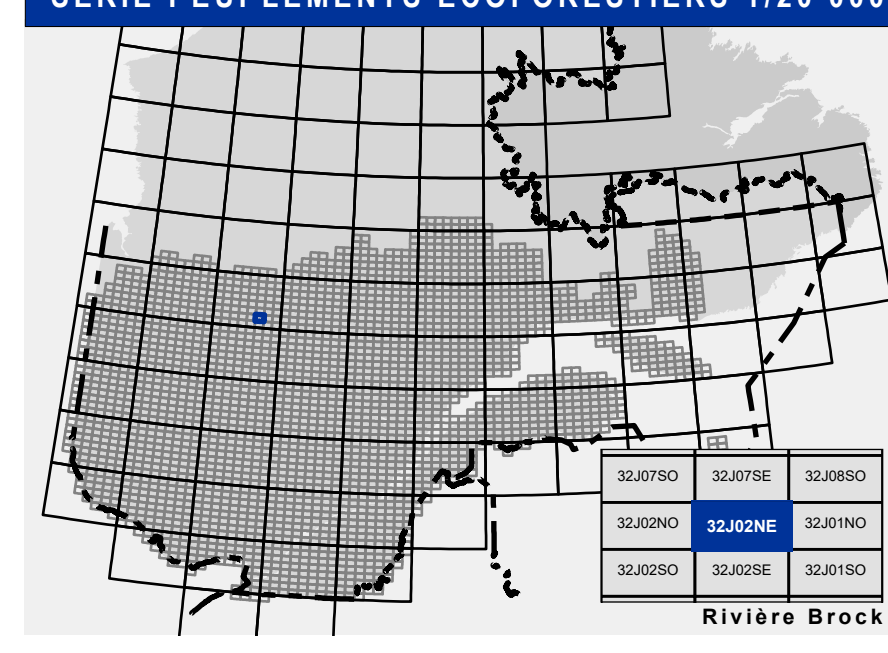 SÉRIE PEUPLEMENTS ÉCOFORESTIERS 1/20 000
32J07SO 32J07SE 32J08SO
32J02NO 32J02NE 32J01NO
32J02SO 32J02SE 32J01SO
Rivière Brock